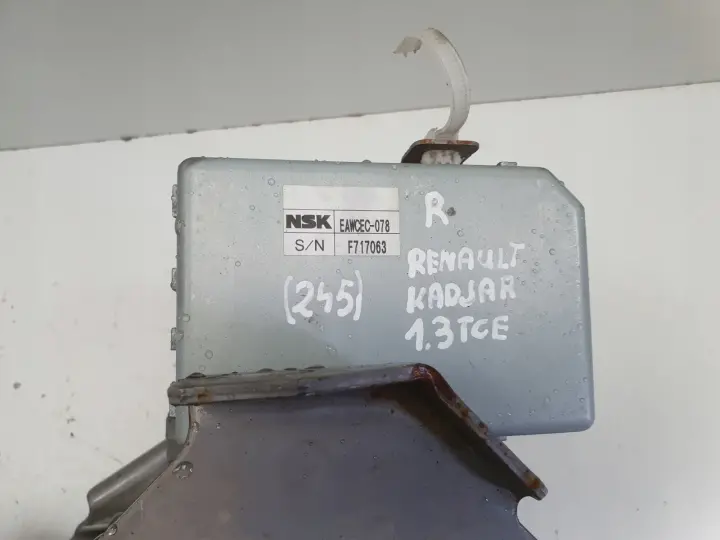 NSK EAWCEC-078
S/N F717063
R
(245)
RENAULT
KADJAR
1.3TCE